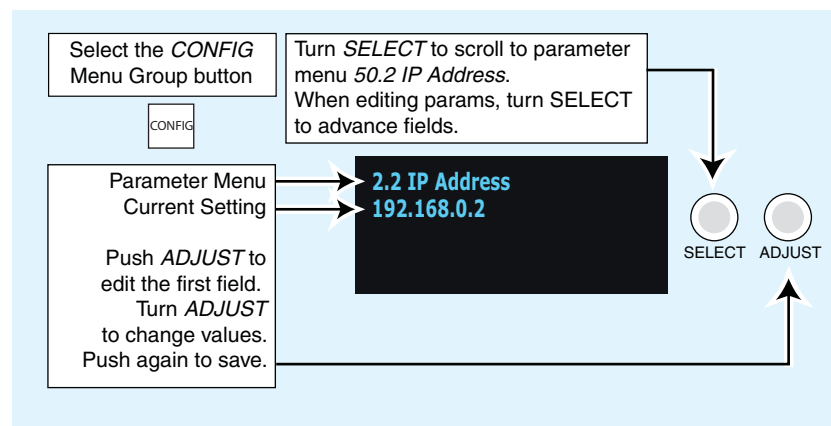 Select the CONFIG
Menu Group button
CONFIG
Turn SELECT to scroll to parameter
menu 50.2 IP Address.
When editing params, turn SELECT
to advance fields.
Parameter Menu
Current Setting
Push ADJUST to
edit the first field.
Turn ADJUST
to change values.
Push again to save.
2.2 IP Address
192.168.0.2
SELECT
ADJUST